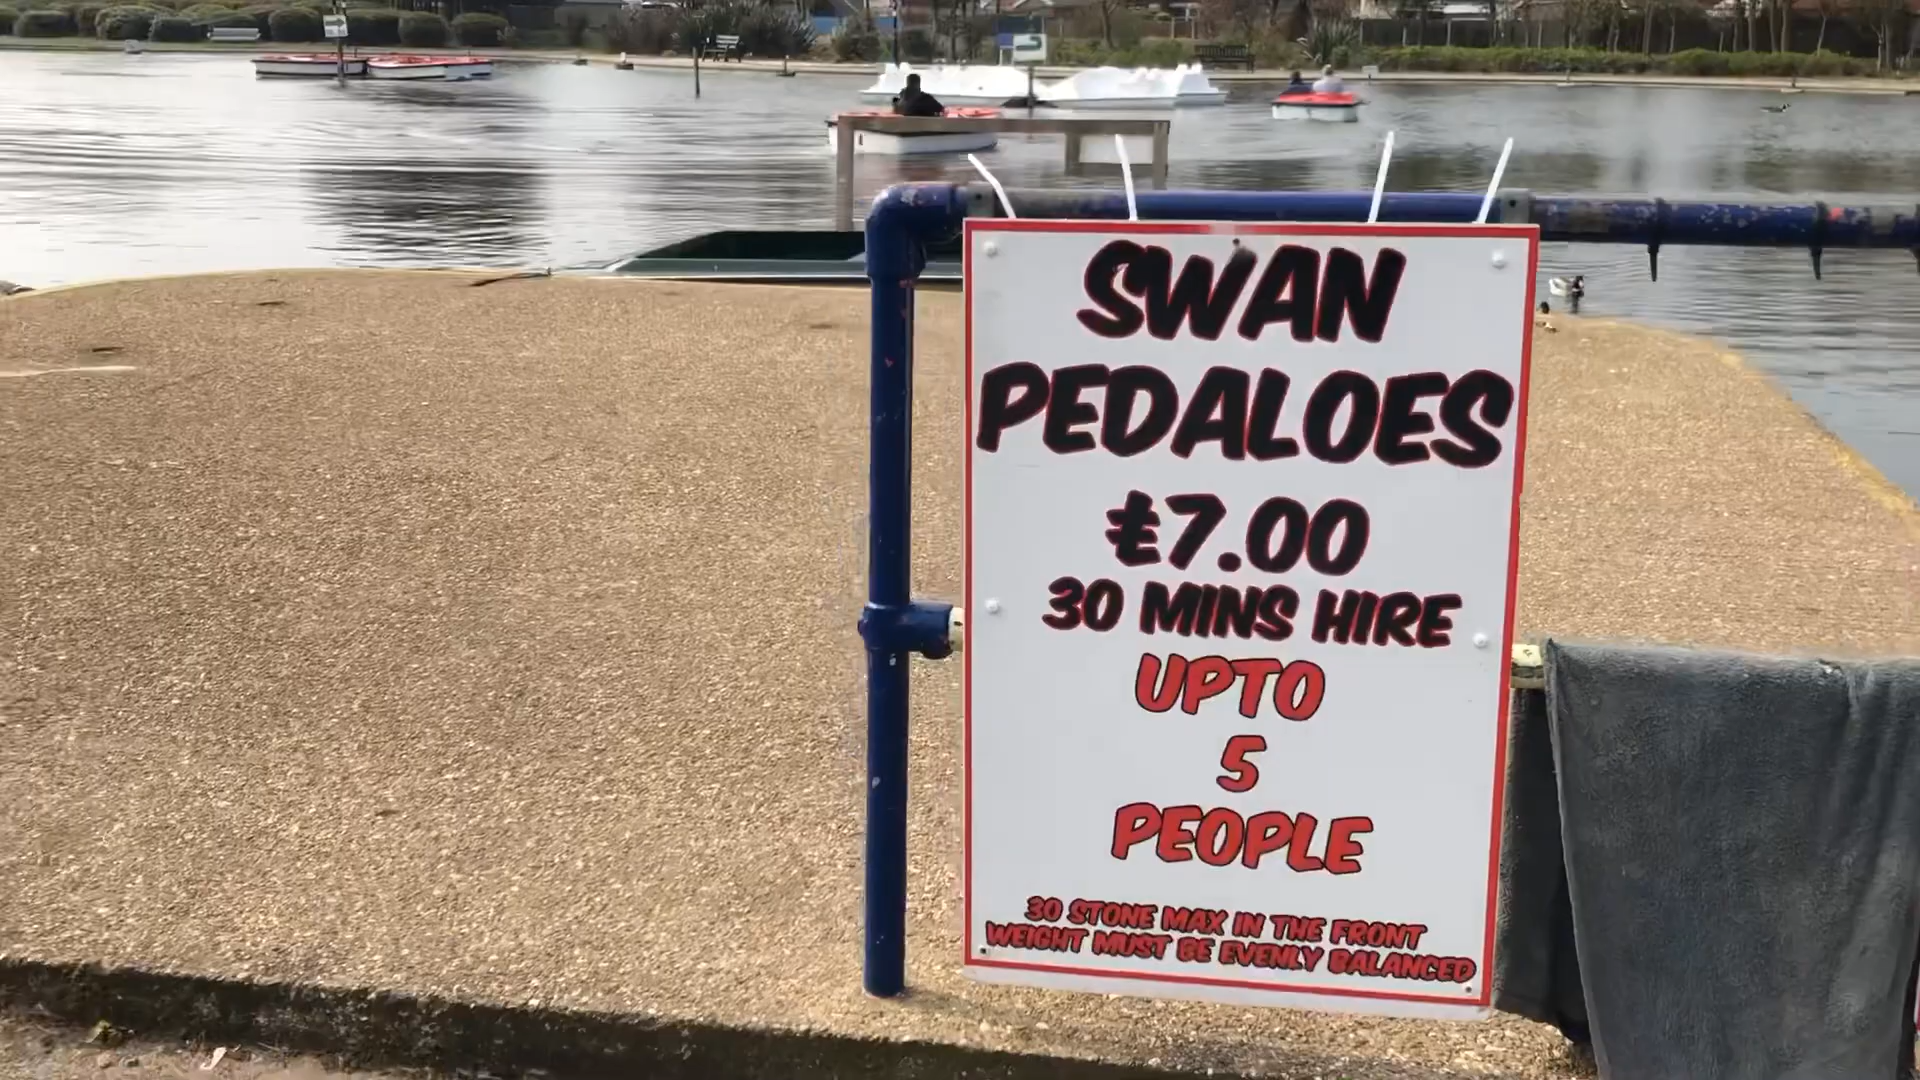 SWAN
PEDALOES
£7.00
30 MINS HIRE
UPTO
5
PEOPLE
30 STONE MAX IN THE FRONT
WEIGHT MUST BE EVENLY BALANCED